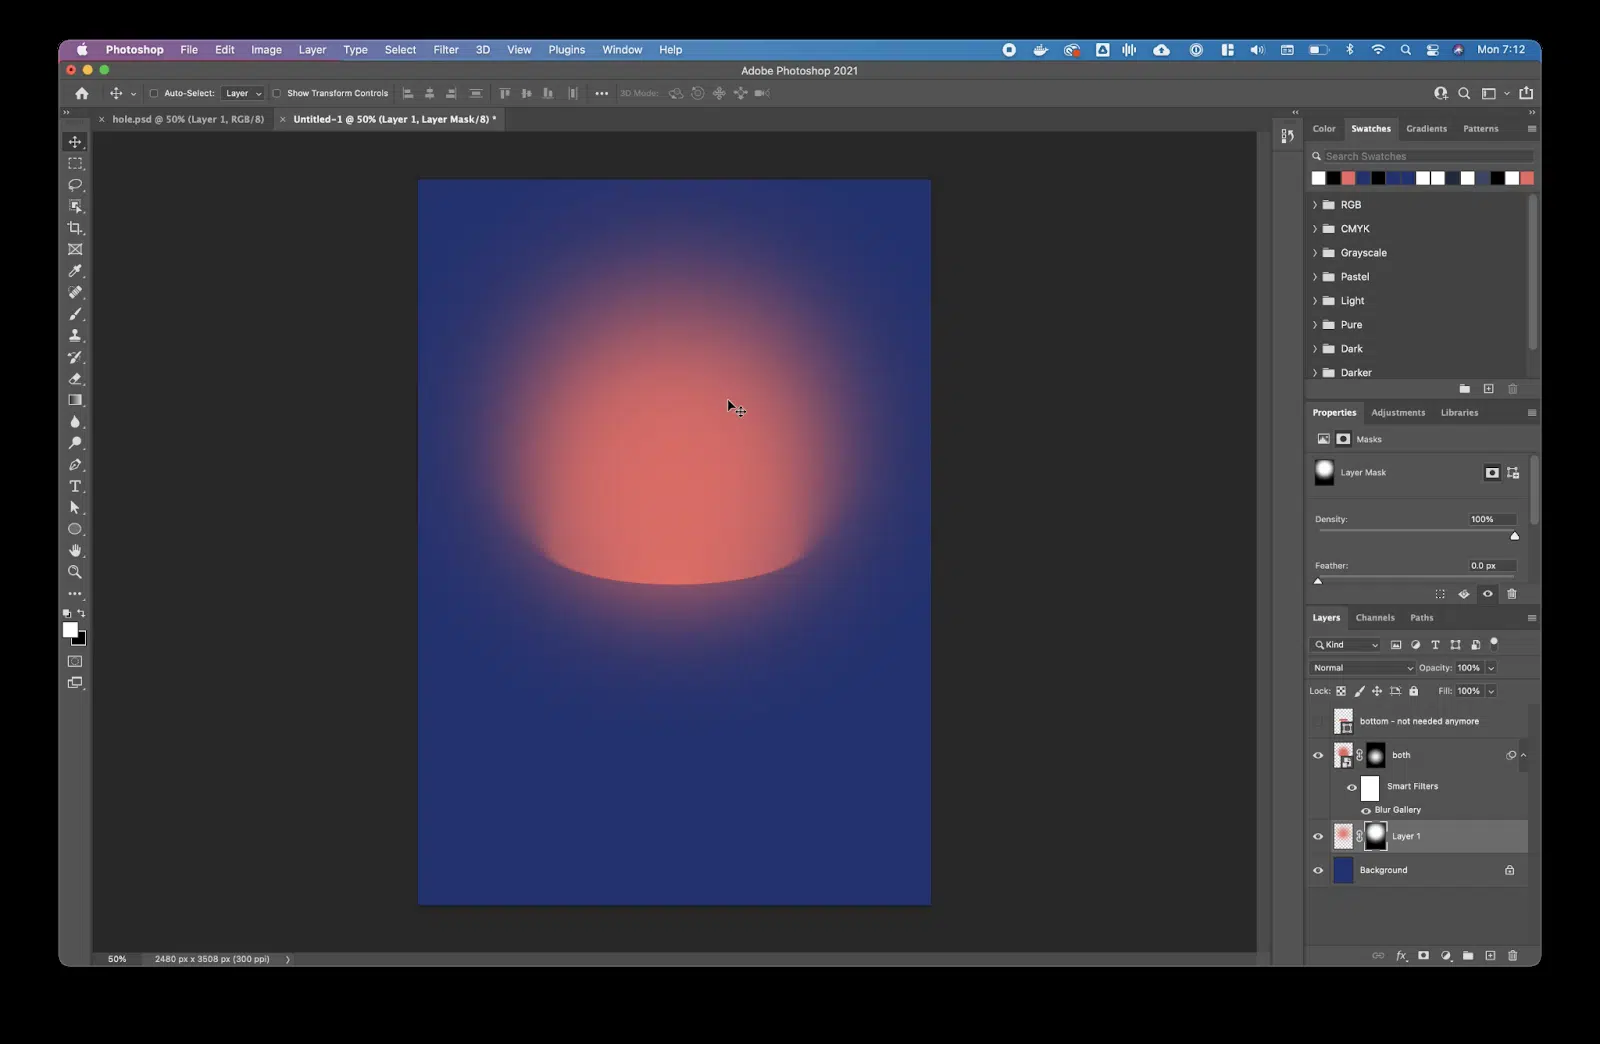 Photoshop File Edit Image Layer Type Select Filter 3D View Plugins Window Help Mon 7:12
Adobe Photoshop 2021
Auto-Select: Layer Show Transform Controls 3D Mode:
hole.psd @ 50% (Layer 1, RGB/8) Untitled-1 @ 50% (Layer 1, Layer Mask/8) *
Color Swatches Gradients Patterns
Search Swatches
RGB
CMYK
Grayscale
Pastel
Light
Pure
Dark
Darker
Properties Adjustments Libraries
Masks
Layer Mask
Density: 100%
Feather: 0.0 px
Layers Channels Paths
Kind
Normal Opacity: 100%
Lock: Fill: 100%
bottom - not needed anymore
both
Smart Filters
Blur Gallery
Layer 1
Background
50% 2480 px x 3508 px (300 ppi)